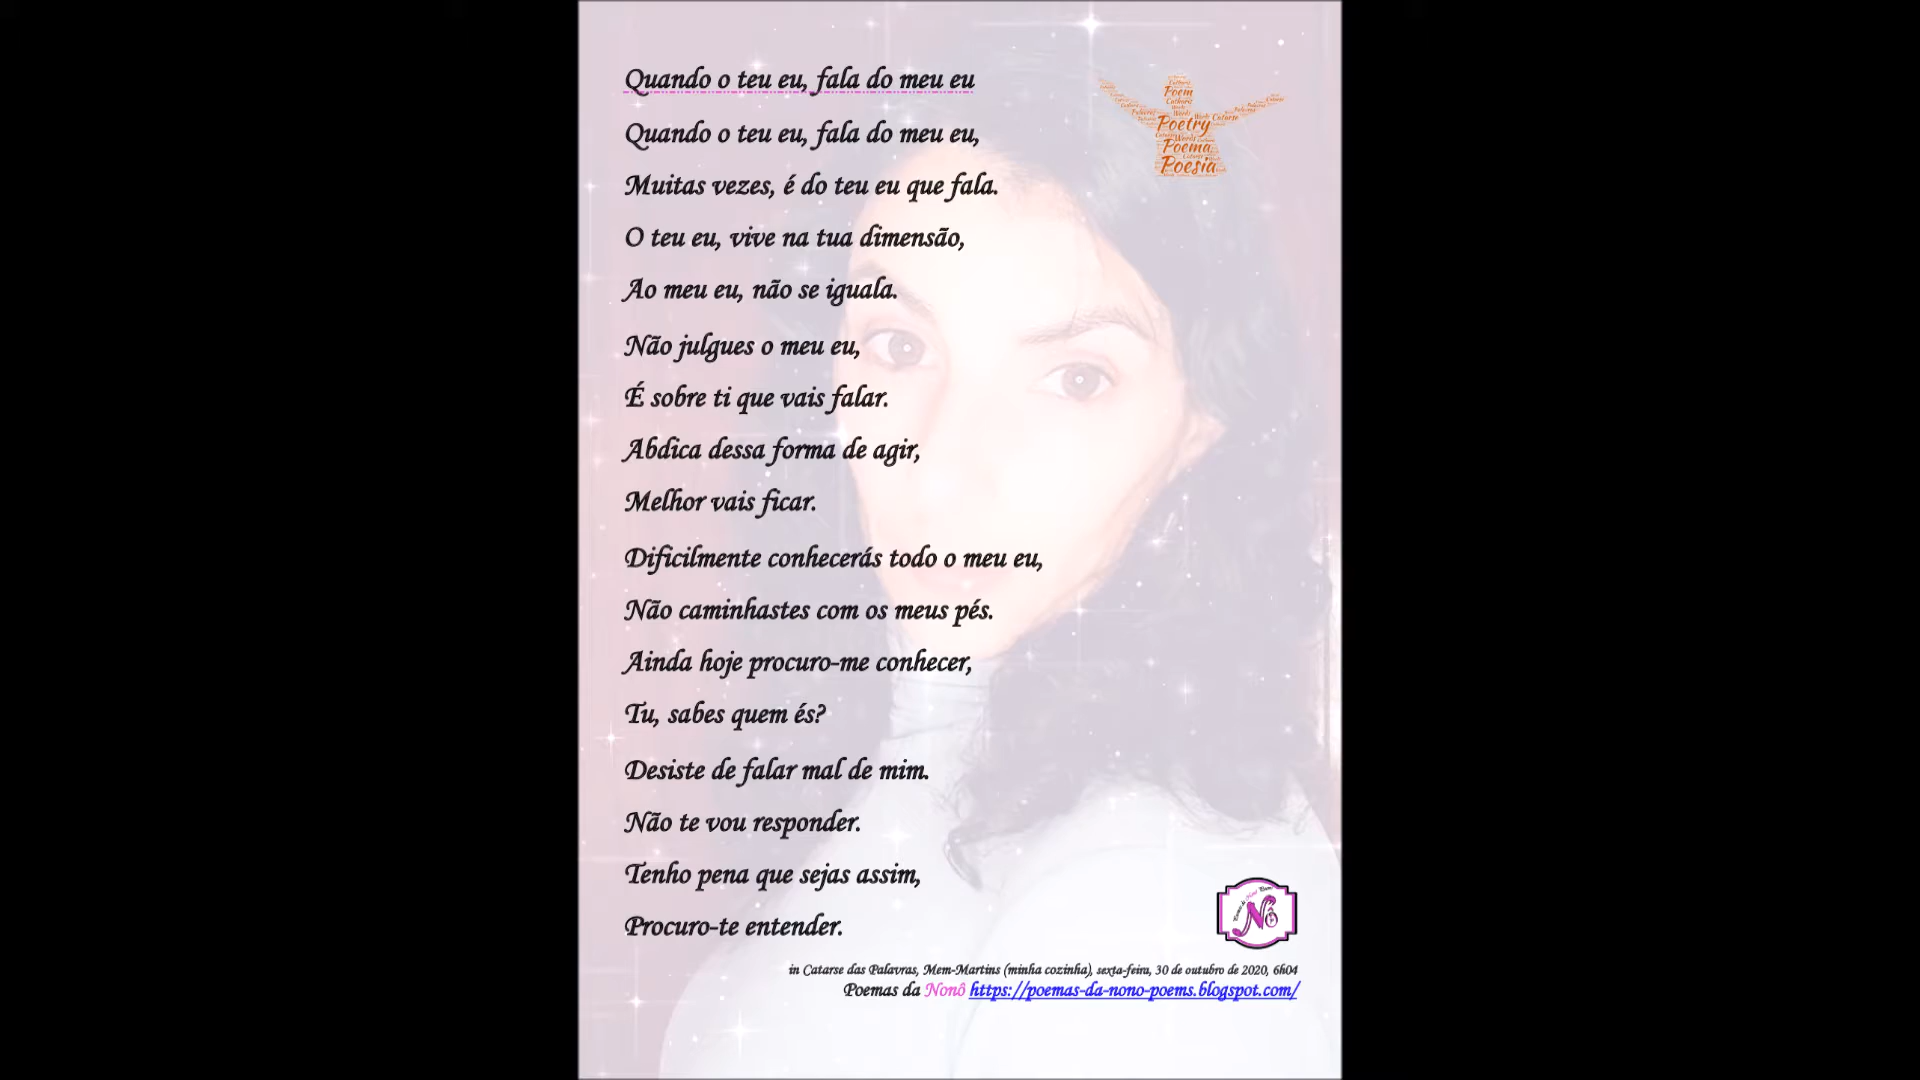 Quando o teu eu, fala do meu eu
Quando o teu eu, fala do meu eu,
Muitas vezes, é do teu eu que fala.
O teu eu, vive na tua dimensão,
Ao meu eu, não se iguala.
Não julgues o meu eu,
É sobre ti que vais falar.
Abdica dessa forma de agir,
Melhor vais ficar.
Dificilmente conhecerás todo o meu eu,
Não caminhastes com os meus pés.
Ainda hoje procuro-me conhecer,
Tu, sabes quem és?
Desiste de falar mal de mim.
Não te vou responder.
Tenho pena que sejas assim,
Procuro-te entender.
in Catarse das Palavras, Mem-Martins (minha cozinha), sexta-feira, 30 de outubro de 2020, 6h04
Poemas da Nonô https://poemas-da-nono-poems.blogspot.com/
Poem
Poetry
Poema
Poesia
Nô